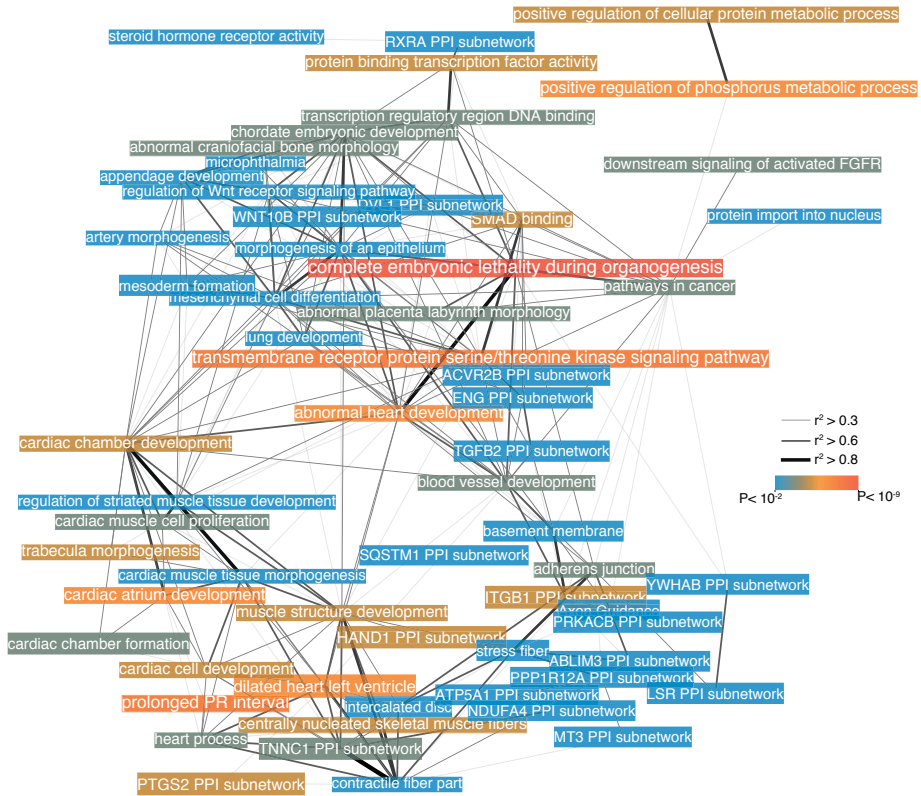 positive regulation of cellular protein metabolic process
steroid hormone receptor activity
RXRA PPI subnetwork
protein binding transcription factor activity
positive regulation of phosphorus metabolic process
transcription regulatory region DNA binding
chordate embryonic development
abnormal craniofacial bone morphology
microphthalmia
downstream signaling of activated FGFR
appendage development
regulation of Wnt receptor signaling pathway
DVL1 PPI subnetwork
WNT10B PPI subnetwork
SMAD binding
protein import into nucleus
artery morphogenesis
morphogenesis of an epithelium
complete embryonic lethality during organogenesis
mesoderm formation
pathways in cancer
mesenchymal cell differentiation
abnormal placenta labyrinth morphology
lung development
transmembrane receptor protein serine/threonine kinase signaling pathway
ACVR2B PPI subnetwork
ENG PPI subnetwork
abnormal heart development
r² > 0.3
cardiac chamber development
r² > 0.6
TGFB2 PPI subnetwork
r² > 0.8
blood vessel development
P< 10⁻²
P< 10⁻⁹
regulation of striated muscle tissue development
cardiac muscle cell proliferation
basement membrane
trabecula morphogenesis
SQSTM1 PPI subnetwork
adherens junction
cardiac muscle tissue morphogenesis
YWHAB PPI subnetwork
cardiac atrium development
ITGB1 PPI subnetwork
Axon Guidance
muscle structure development
PRKACB PPI subnetwork
HAND1 PPI subnetwork
cardiac chamber formation
stress fiber
ABLIM3 PPI subnetwork
cardiac cell development
PPP1R12A PPI subnetwork
dilated heart left ventricle
ATP5A1 PPI subnetwork
LSR PPI subnetwork
prolonged PR interval
intercalated disc
NDUFA4 PPI subnetwork
centrally nucleated skeletal muscle fibers
heart process
TNNC1 PPI subnetwork
MT3 PPI subnetwork
PTGS2 PPI subnetwork
contractile fiber part